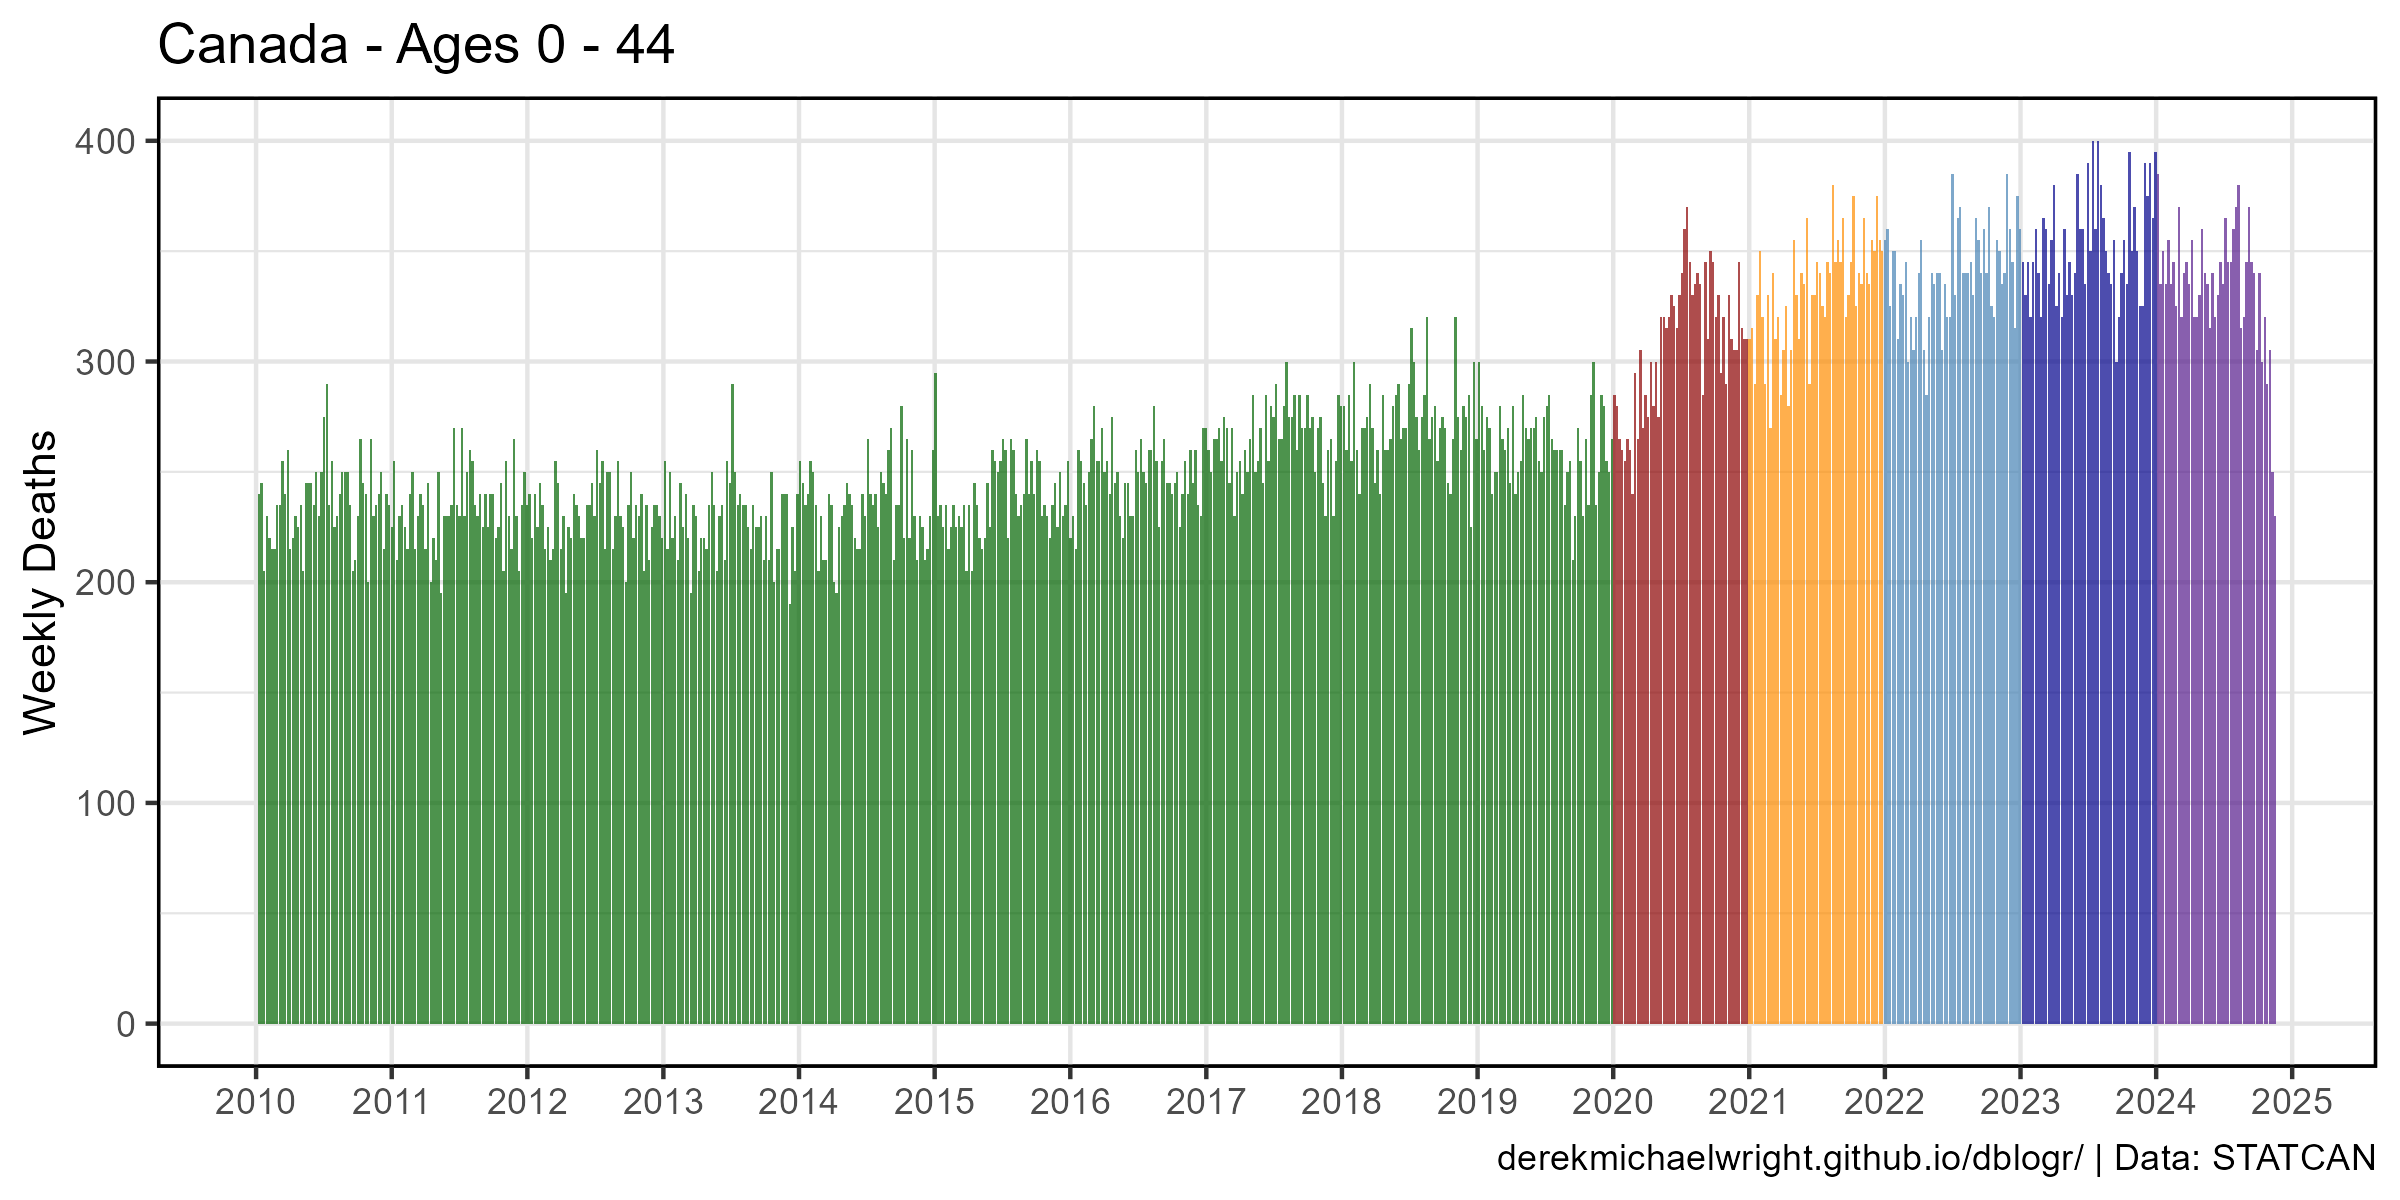 Canada - Ages 0 - 44
Weekly Deaths
400
300
200
100
0
2010 2011 2012 2013 2014 2015 2016 2017 2018 2019 2020 2021 2022 2023 2024 2025
derekmichaelwright.github.io/dblogr/ | Data: STATCAN